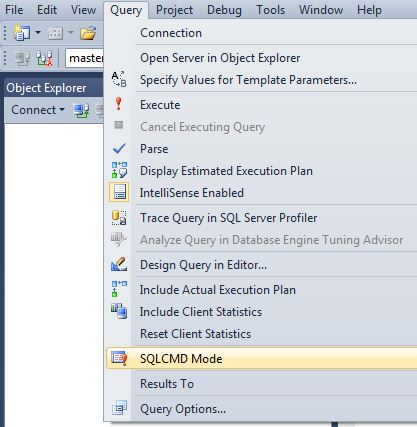 File Edit View Query Project Debug Tools Window Help
Connection
Open Server in Object Explorer
master
Specify Values for Template Parameters...
Object Explorer
Execute
Connect
Cancel Executing Query
Parse
Display Estimated Execution Plan
IntelliSense Enabled
Trace Query in SQL Server Profiler
Analyze Query in Database Engine Tuning Advisor
Design Query in Editor...
Include Actual Execution Plan
Include Client Statistics
Reset Client Statistics
SQLCMD Mode
Results To
Query Options...